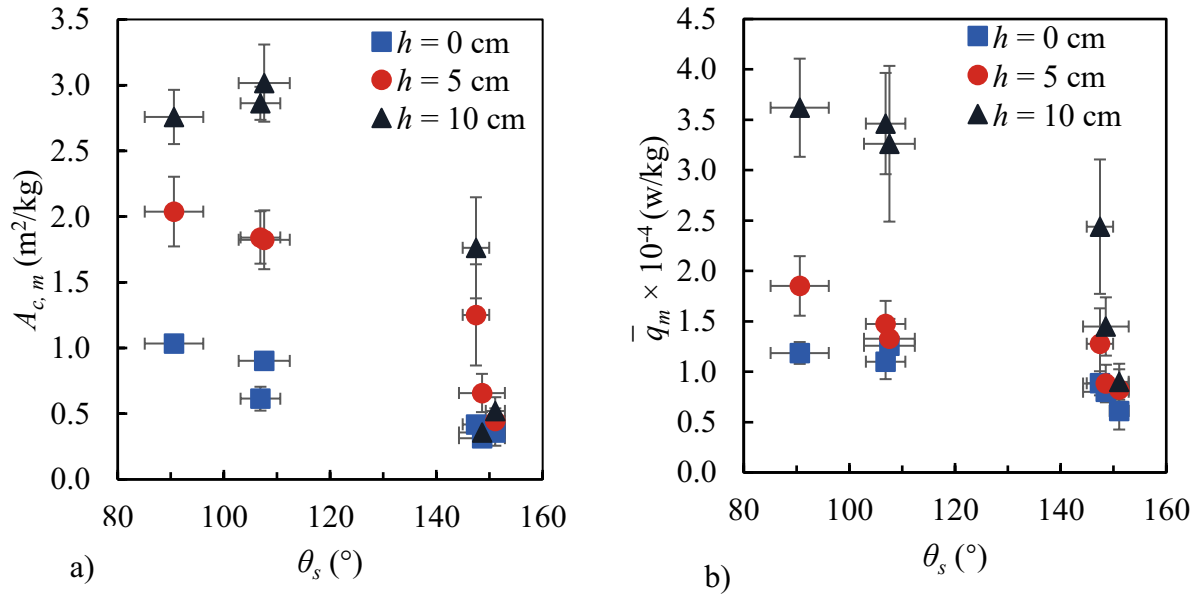 3.5
3.0
2.5
2.0
1.5
1.0
0.5
0.0
A_{c, m} (m²/kg)
80 100 120 140 160
θ_s (°)
h = 0 cm
h = 5 cm
h = 10 cm
a)
4.5
4.0
3.5
3.0
2.5
2.0
1.5
1.0
0.5
0.0
q̅_m × 10⁻⁴ (w/kg)
80 100 120 140 160
θ_s (°)
h = 0 cm
h = 5 cm
h = 10 cm
b)